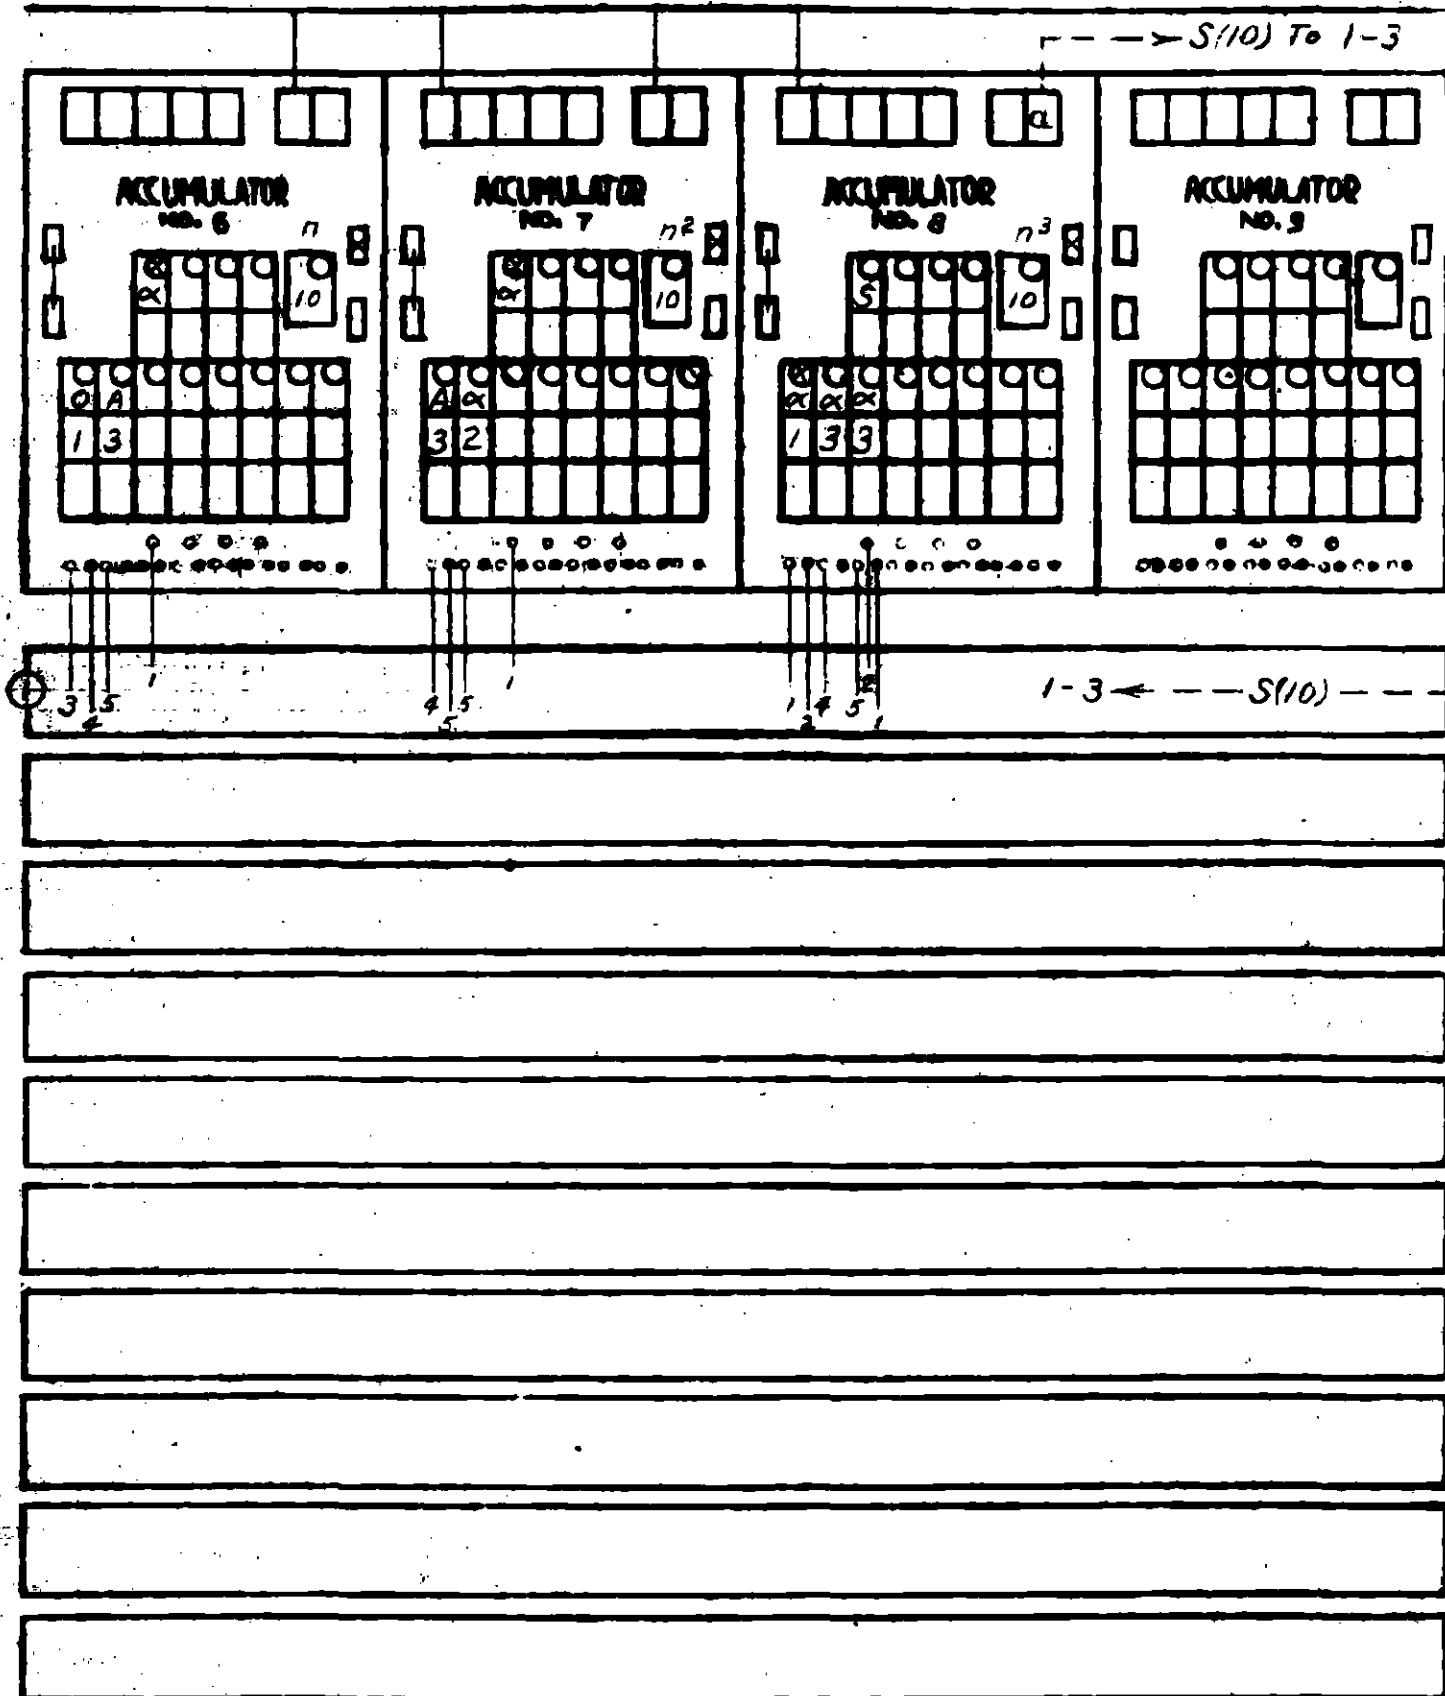 S(10) To 1-3
a
ACCUMULATOR NO. 6
ACCUMULATOR NO. 7
ACCUMULATOR NO. 8
ACCUMULATOR NO. 9
n
n²
n³
α
10
α
10
S
10
0 A
A α
α α α
1 3
3 2
1 3 3
3 4 5 1
4 5 5 1
1 2 4 5 2 1
1-3 S(10)